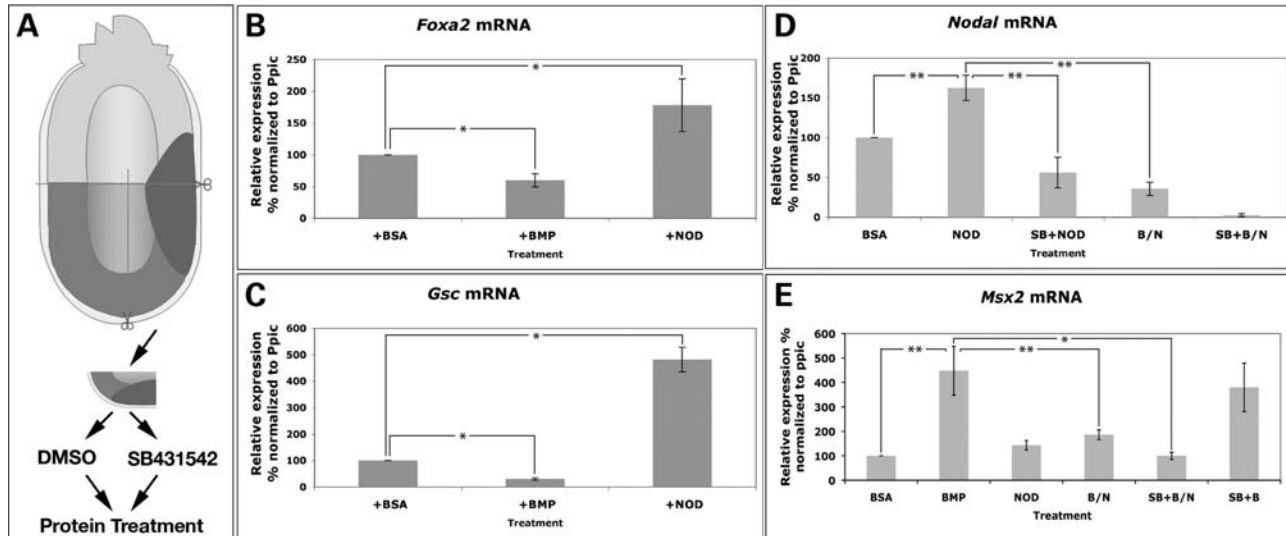 A
DMSO SB431542
Protein Treatment
B
Foxa2 mRNA
Relative expression
% normalized to Ppic
250
200
150
100
50
0
*
*
+BSA +BMP +NOD
Treatment
C
Gsc mRNA
Relative expression
% normalized to Ppic
600
500
400
300
200
100
0
*
*
+BSA +BMP +NOD
Treatment
D
Nodal mRNA
Relative expression
% normalized to Ppic
200
150
100
50
0
**
** **
BSA NOD SB+NOD B/N SB+B/N
Treatment
E
Msx2 mRNA
Relative expression %
normalized to ppic
600
500
400
300
200
100
0
*
** **
BSA BMP NOD B/N SB+B/N SB+B
Treatment